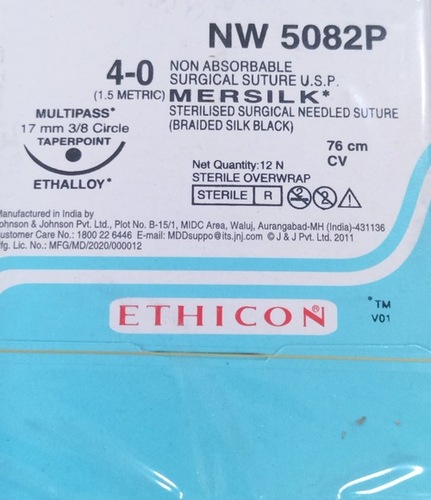 NW 5082P
4-0
(1.5 METRIC)
NON ABSORBABLE
SURGICAL SUTURE U.S.P.
MERSILK*
STERILISED SURGICAL NEEDLED SUTURE
(BRAIDED SILK BLACK)
MULTIPASS*
17 mm 3/8 Circle
TAPERPOINT
ETHALLOY*
76 cm
CV
Net Quantity:12 N
STERILE OVERWRAP
STERILE R
2
Manufactured in India by
Johnson & Johnson Pvt. Ltd., Plot No. B-15/1, MIDC Area, Waluj, Aurangabad-MH (India)-431136
Customer Care No.: 1800 22 6446 E-mail: MDDsuppo@its.jnj.com © J & J Pvt. Ltd. 2011
Mfg. Lic. No.: MFG/MD/2020/000012
ETHICON®
*TM
V01